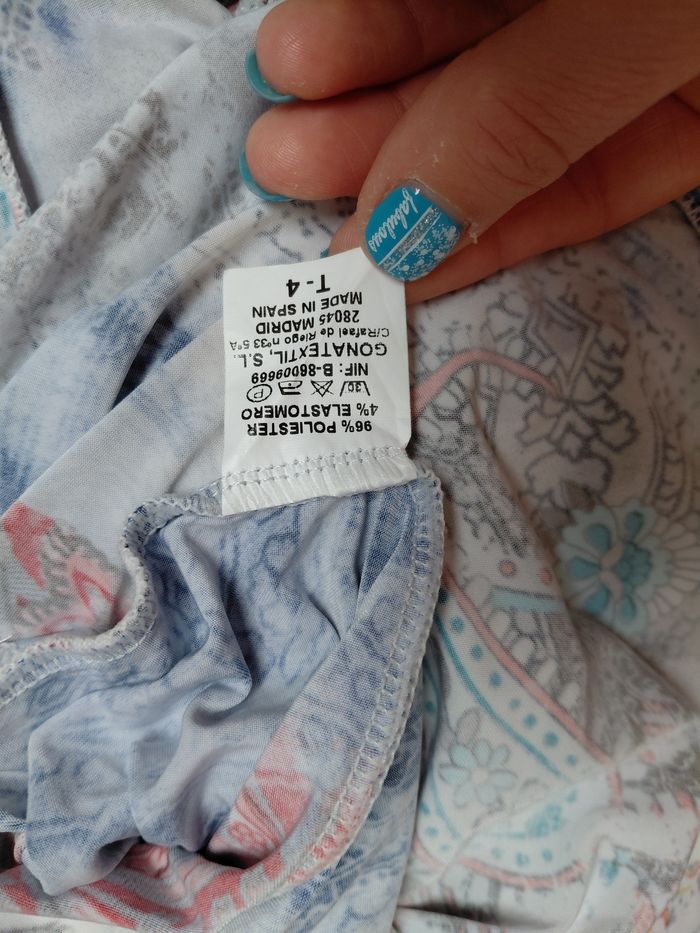 96% POLIESTER
4% ELASTOMERO
30 P
NIF: B-86009669
GONATEXTIL, S.L.
C/Rafael de Riego nº33 5ºA
28045 MADRID
MADE IN SPAIN
T-4
fabulous